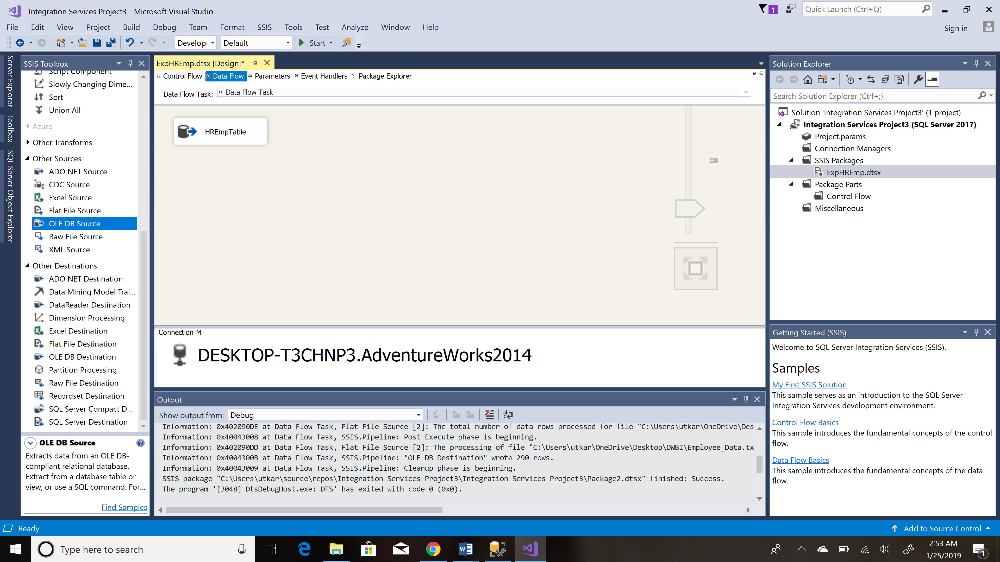 Integration Services Project3 - Microsoft Visual Studio
1
Quick Launch (Ctrl+Q)
File Edit View Project Build Debug Team Format SSIS Tools Test Analyze Window Help
Sign in
Develop
Default
Start
Server Explorer
Toolbox
SQL Server Object Explorer
SSIS Toolbox
Script Component
Slowly Changing Dime...
Sort
Union All
Azure
Other Transforms
Other Sources
ADO NET Source
CDC Source
Excel Source
Flat File Source
OLE DB Source
Raw File Source
XML Source
Other Destinations
ADO NET Destination
Data Mining Model Trai...
DataReader Destination
Dimension Processing
Excel Destination
Flat File Destination
OLE DB Destination
Partition Processing
Raw File Destination
Recordset Destination
SQL Server Compact D...
SQL Server Destination
OLE DB Source
Extracts data from an OLE DB-
compliant relational database.
Extract from a database table or
view, or use a SQL command. For...
Find Samples
ExpHREmp.dtsx [Design]*
Control Flow Data Flow Parameters Event Handlers Package Explorer
Data Flow Task: Data Flow Task
HREmpTable
Connection M
DESKTOP-T3CHNP3.AdventureWorks2014
Output
Show output from: Debug
Information: 0x402090DE at Data Flow Task, Flat File Source [2]: The total number of data rows processed for file "C:\Users\utkar\OneDrive\Des
Information: 0x40043008 at Data Flow Task, SSIS.Pipeline: Post Execute phase is beginning.
Information: 0x402090DD at Data Flow Task, Flat File Source [2]: The processing of file "C:\Users\utkar\OneDrive\Desktop\DWBI\Employee_Data.tx
Information: 0x4004300B at Data Flow Task, SSIS.Pipeline: "OLE DB Destination" wrote 290 rows.
Information: 0x40043009 at Data Flow Task, SSIS.Pipeline: Cleanup phase is beginning.
SSIS package "C:\Users\utkar\source\repos\Integration Services Project3\Integration Services Project3\Package2.dtsx" finished: Success.
The program '[3048] DtsDebugHost.exe: DTS' has exited with code 0 (0x0).
Solution Explorer
Search Solution Explorer (Ctrl+;)
Solution 'Integration Services Project3' (1 project)
Integration Services Project3 (SQL Server 2017)
Project.params
Connection Managers
SSIS Packages
ExpHREmp.dtsx
Package Parts
Control Flow
Miscellaneous
Getting Started (SSIS)
Welcome to SQL Server Integration Services (SSIS).
Samples
My First SSIS Solution
This sample serves as an introduction to the SQL Server
Integration Services development environment.
Control Flow Basics
This sample introduces the fundamental concepts of the control
flow.
Data Flow Basics
This sample introduces the fundamental concepts of the data
flow.
Ready
Add to Source Control
Type here to search
2:53 AM
1/25/2019
1